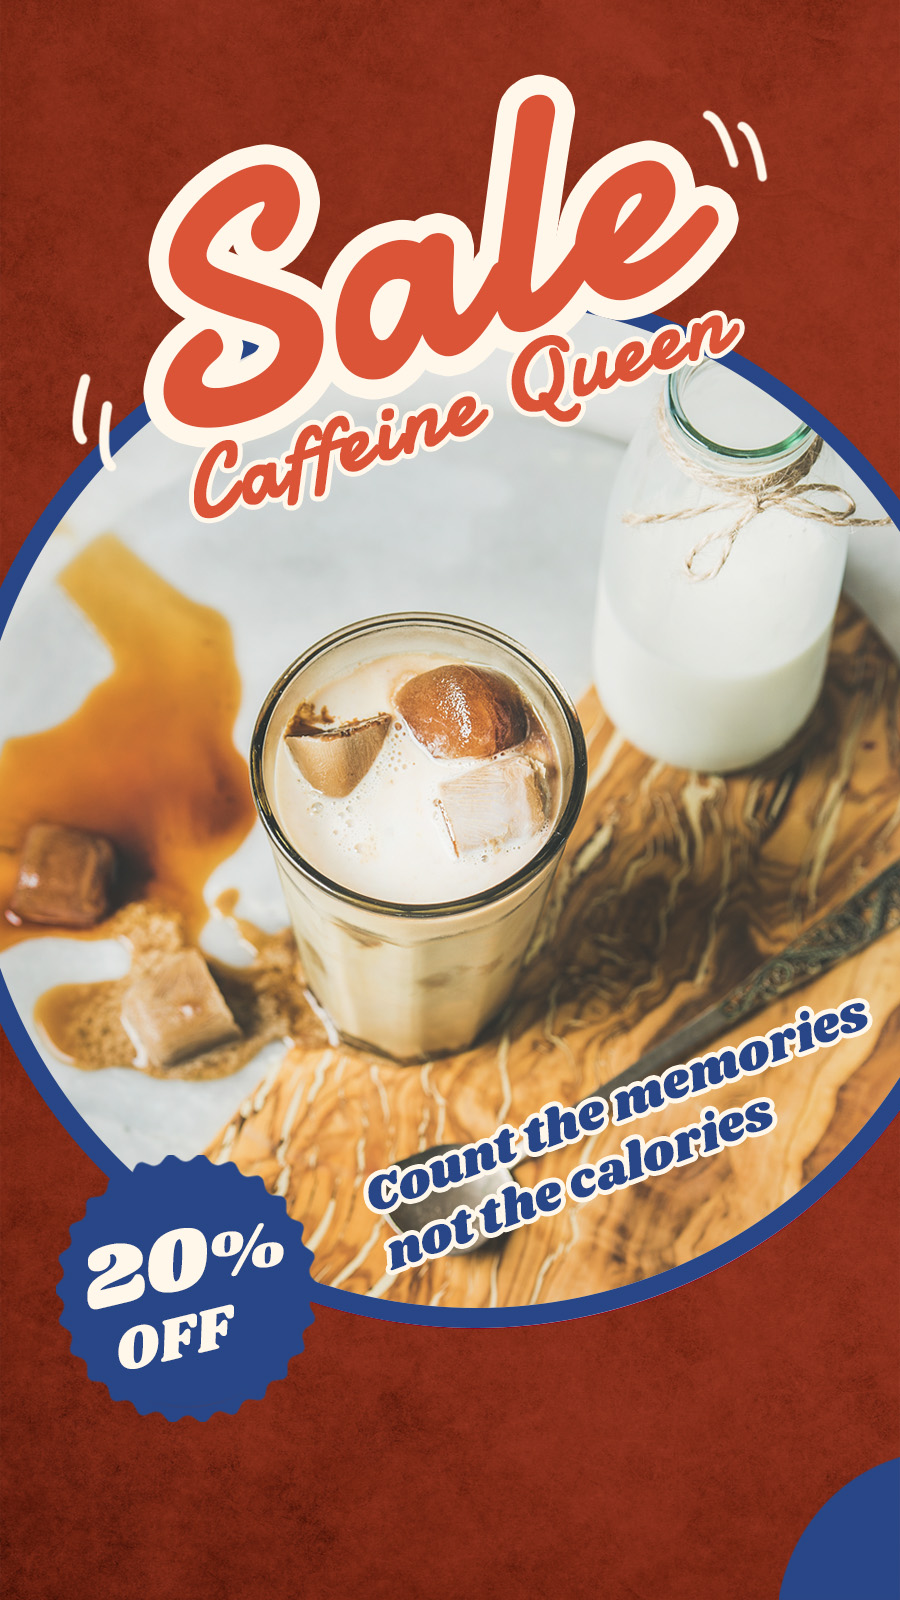 Sale
Caffeine Queen
Count the memories
not the calories
20%
OFF